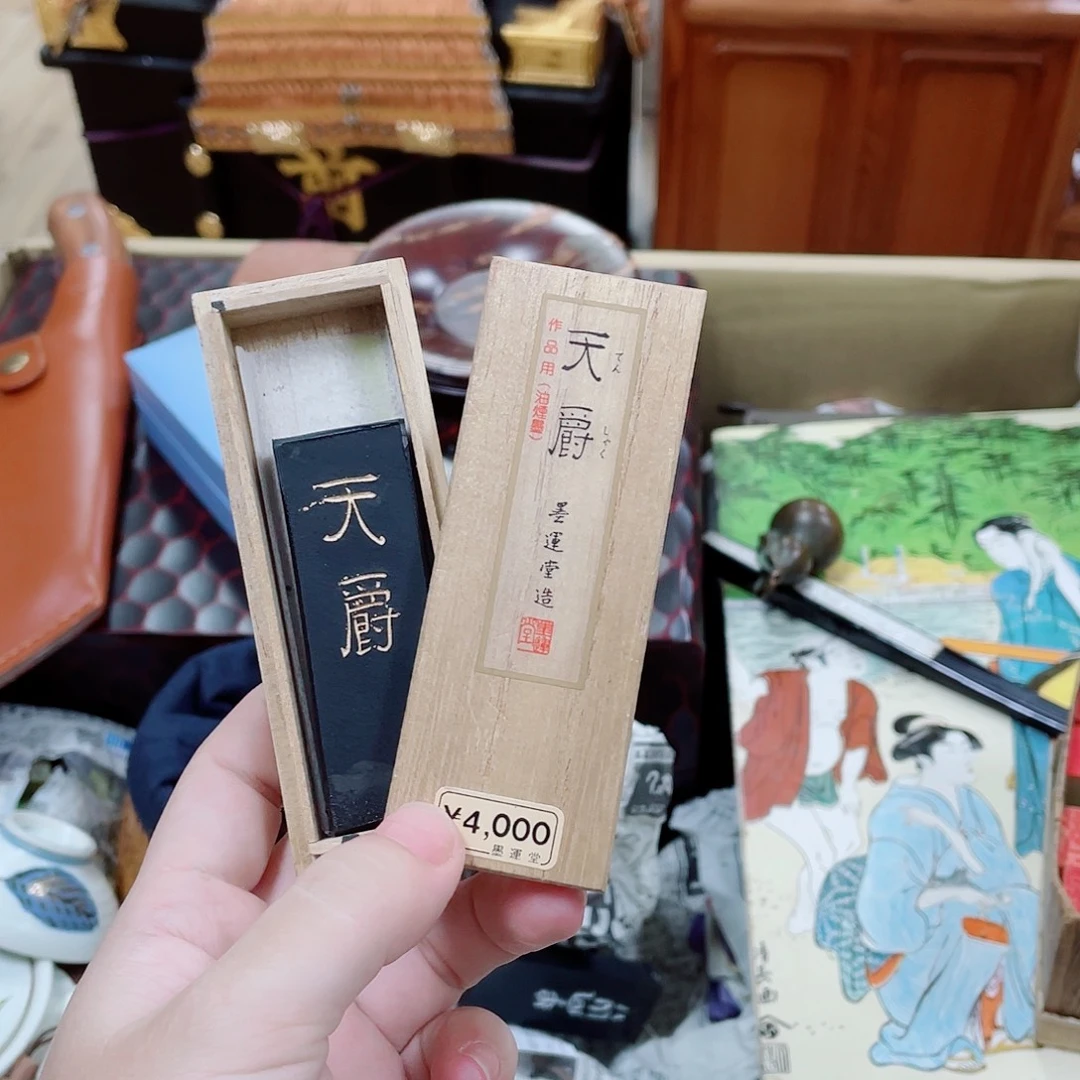 天爵
天爵
てん
しゃく
作品用(油煙墨)
墨運堂造
¥4,000
墨運堂